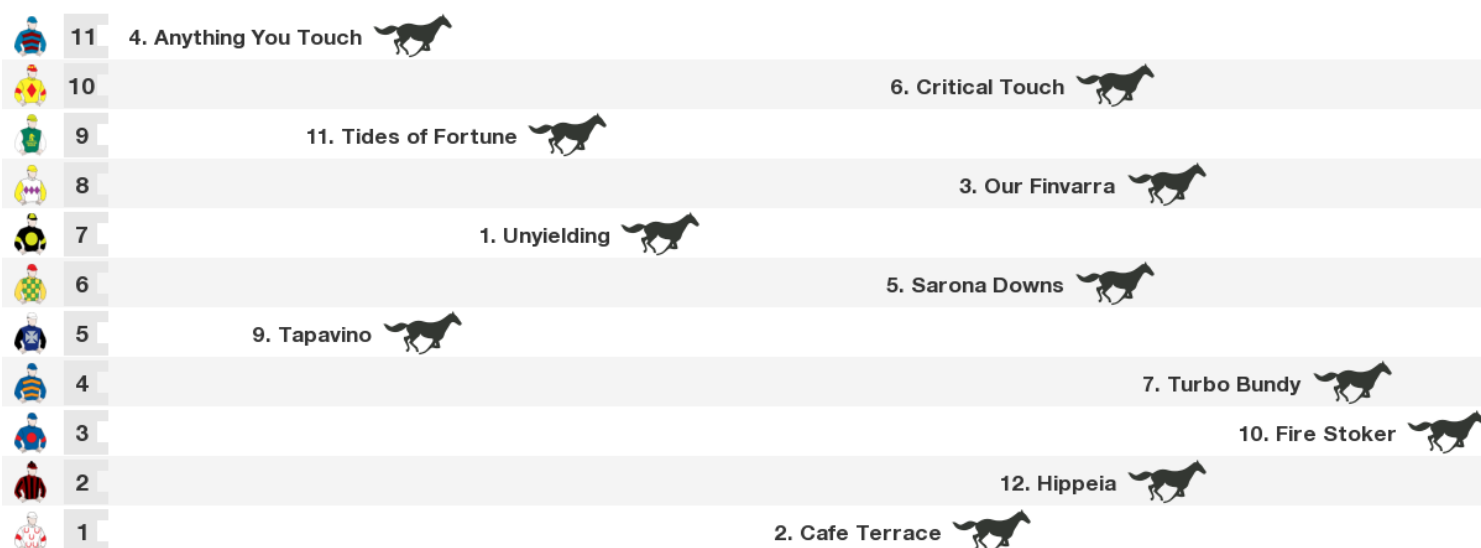 11 4. Anything You Touch
10 6. Critical Touch
9 11. Tides of Fortune
8 3. Our Finvarra
7 1. Unyielding
6 5. Sarona Downs
5 9. Tapavino
4 7. Turbo Bundy
3 10. Fire Stoker
2 12. Hippeia
1 2. Cafe Terrace